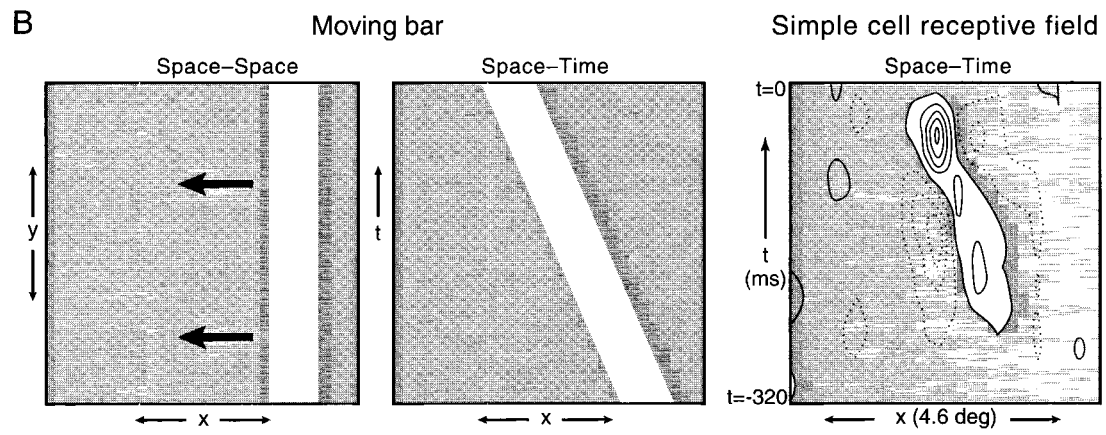 B
Moving bar
Simple cell receptive field
Space–Space
Space–Time
Space–Time
y
x
t
x
t=0
t
(ms)
t=-320
x (4.6 deg)